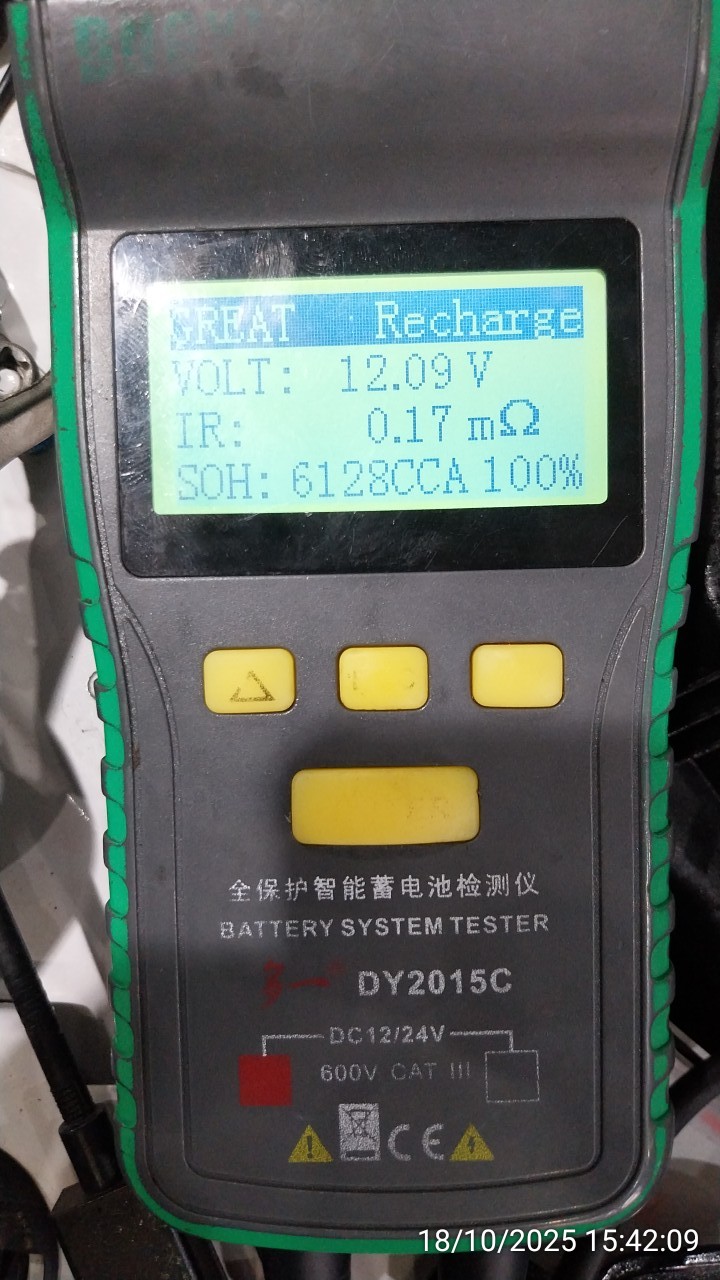 GREAT Recharge
VOLT: 12.09 V
IR: 0.17 mΩ
SOH: 6128CCA 100%
全保护智能蓄电池检测仪
BATTERY SYSTEM TESTER
多一 DY2015C
DC12/24V
600V CAT III
CE
18/10/2025 15:42:09